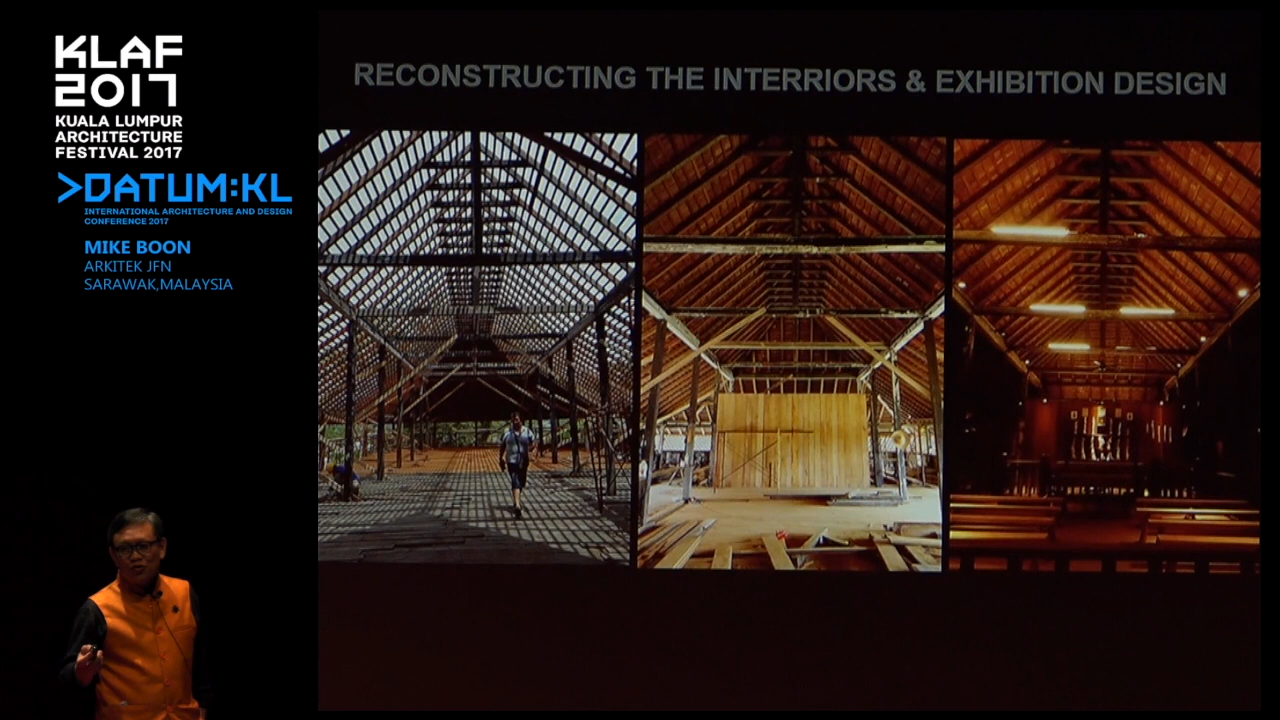 KLAF
2017
KUALA LUMPUR
ARCHITECTURE
FESTIVAL 2017
>DATUM:KL
INTERNATIONAL ARCHITECTURE AND DESIGN
CONFERENCE 2017
MIKE BOON
ARKITEK JFN
SARAWAK,MALAYSIA
RECONSTRUCTING THE INTERRIORS & EXHIBITION DESIGN